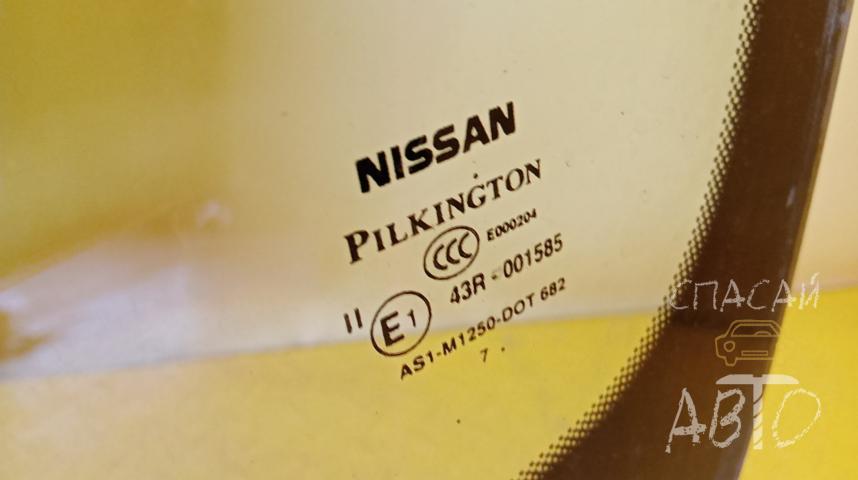 NISSAN
PILKINGTON
CCC E000204
II E1 43R-001585
AS1-M1250-DOT 682
7 .
СПАСАЙ
АВТО